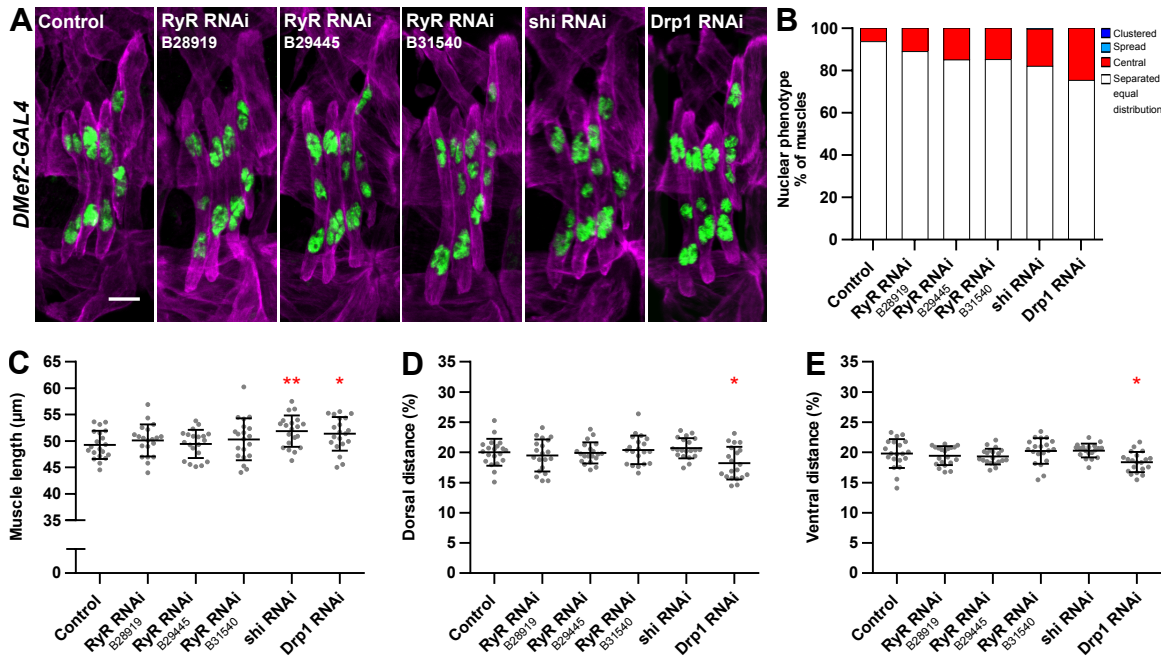 A
Control
RyR RNAi
B28919
RyR RNAi
B29445
RyR RNAi
B31540
shi RNAi
Drp1 RNAi
DMef2-GAL4
B
Nuclear phenotype
% of muscles
100
80
60
40
20
0
Clustered
Spread
Central
Separated
equal
distribution
Control
RyR RNAi
B28919
RyR RNAi
B29445
RyR RNAi
B31540
shi RNAi
Drp1 RNAi
C
Muscle length (μm)
65
60
55
50
45
40
35
0
**
*
Control
RyR RNAi
B28919
RyR RNAi
B29445
RyR RNAi
B31540
shi RNAi
Drp1 RNAi
D
Dorsal distance (%)
35
30
25
20
15
10
5
0
*
Control
RyR RNAi
B28919
RyR RNAi
B29445
RyR RNAi
B31540
shi RNAi
Drp1 RNAi
E
Ventral distance (%)
35
30
25
20
15
10
5
0
*
Control
RyR RNAi
B28919
RyR RNAi
B29445
RyR RNAi
B31540
shi RNAi
Drp1 RNAi